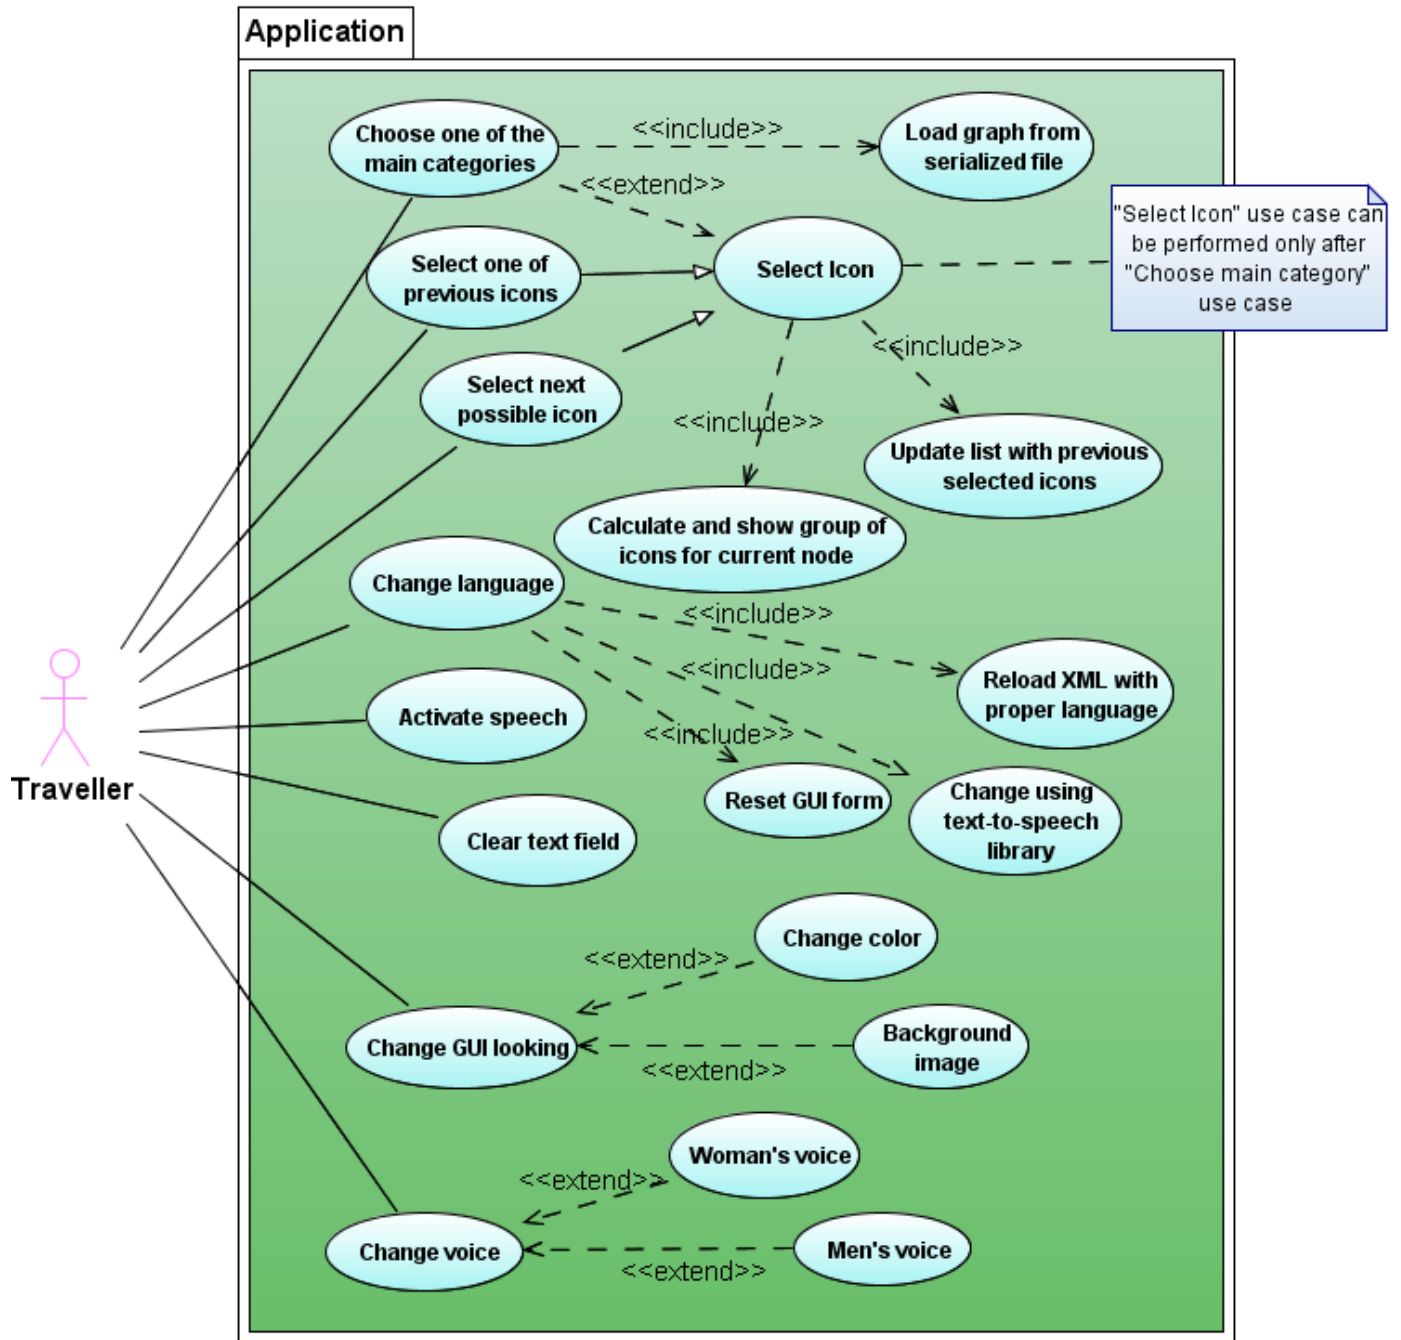 Application
Choose one of the
main categories
<<include>>
Load graph from
serialized file
<<extend>>
"Select Icon" use case can
be performed only after
"Choose main category"
use case
Select one of
previous icons
Select Icon
<<include>>
Select next
possible icon
<<include>>
Update list with previous
selected icons
Calculate and show group of
icons for current node
Change language
<<include>>
<<include>>
Reload XML with
proper language
Activate speech
<<include>>
Traveller
Reset GUI form
Change using
text-to-speech
library
Clear text field
Change color
<<extend>>
Change GUI looking
Background
image
<<extend>>
Woman's voice
<<extend>>
Change voice
Men's voice
<<extend>>